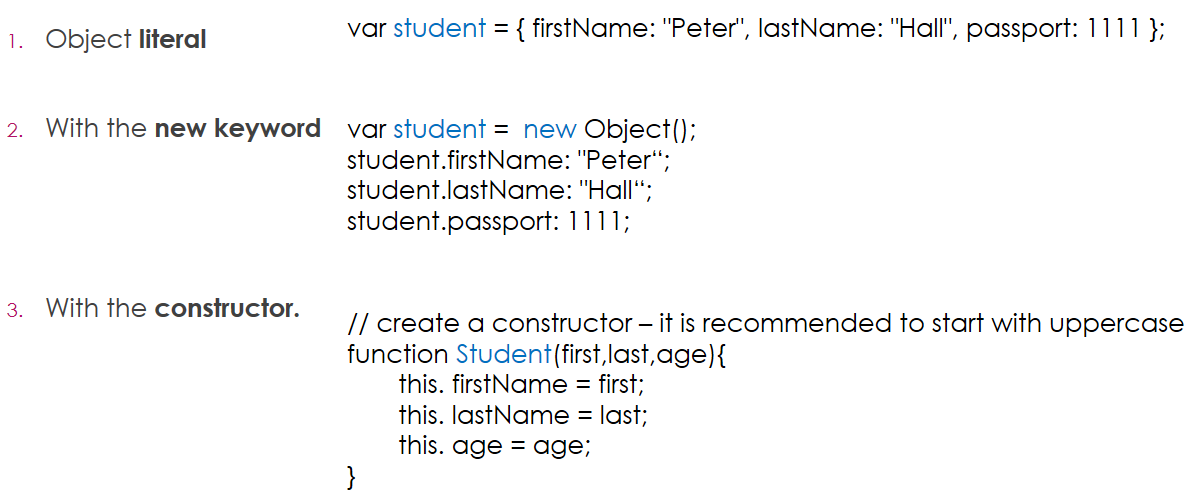 1. Object literal
var student = { firstName: "Peter", lastName: "Hall", passport: 1111 };
2. With the new keyword
var student =  new Object();
student.firstName: "Peter“;
student.lastName: "Hall“;
student.passport: 1111;
3. With the constructor.
// create a constructor – it is recommended to start with uppercase
function Student(first,last,age){
this. firstName = first;
this. lastName = last;
this. age = age;
}